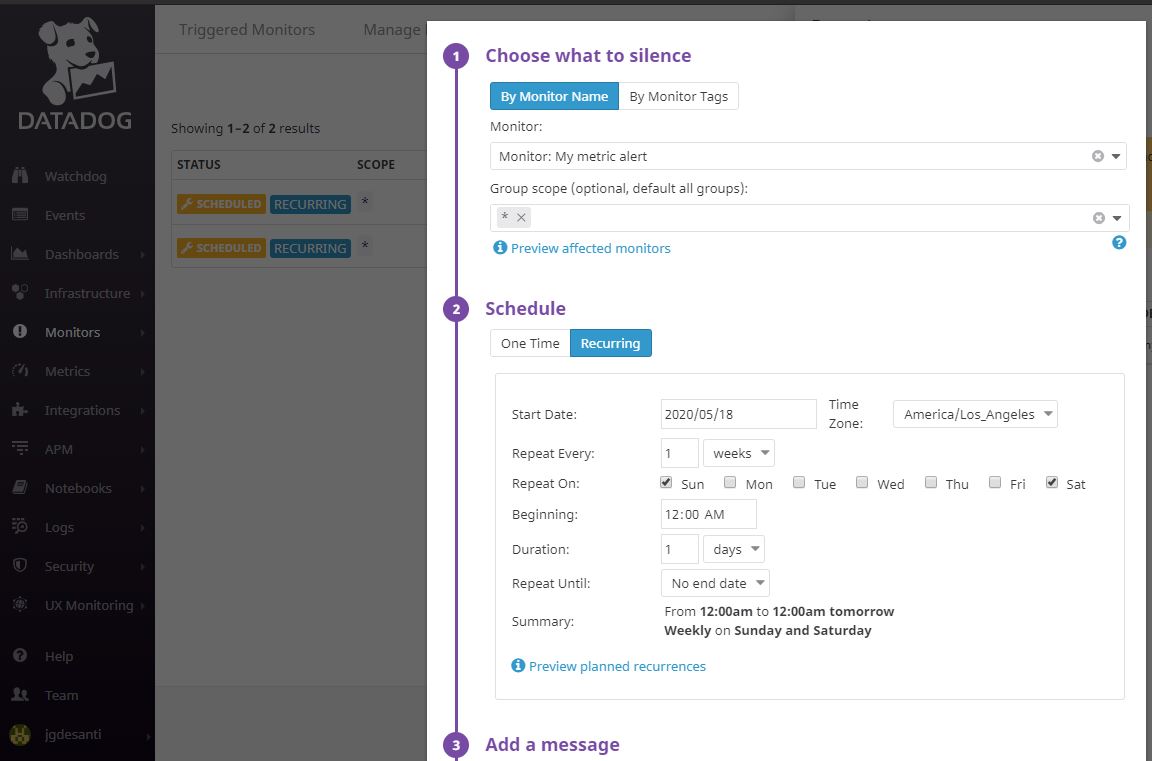 DATADOG
Watchdog
Events
Dashboards
Infrastructure
Monitors
Metrics
Integrations
APM
Notebooks
Logs
Security
UX Monitoring
Help
Team
jgdesanti
Triggered Monitors Manage
Showing 1–2 of 2 results
STATUS SCOPE
SCHEDULED RECURRING *
SCHEDULED RECURRING *
1 Choose what to silence
By Monitor Name By Monitor Tags
Monitor:
Monitor: My metric alert
Group scope (optional, default all groups):
* ×
Preview affected monitors
2 Schedule
One Time Recurring
Start Date: 2020/05/18 Time Zone: America/Los_Angeles
Repeat Every: 1 weeks
Repeat On: Sun Mon Tue Wed Thu Fri Sat
Beginning: 12:00 AM
Duration: 1 days
Repeat Until: No end date
Summary: From 12:00am to 12:00am tomorrow
Weekly on Sunday and Saturday
Preview planned recurrences
3 Add a message